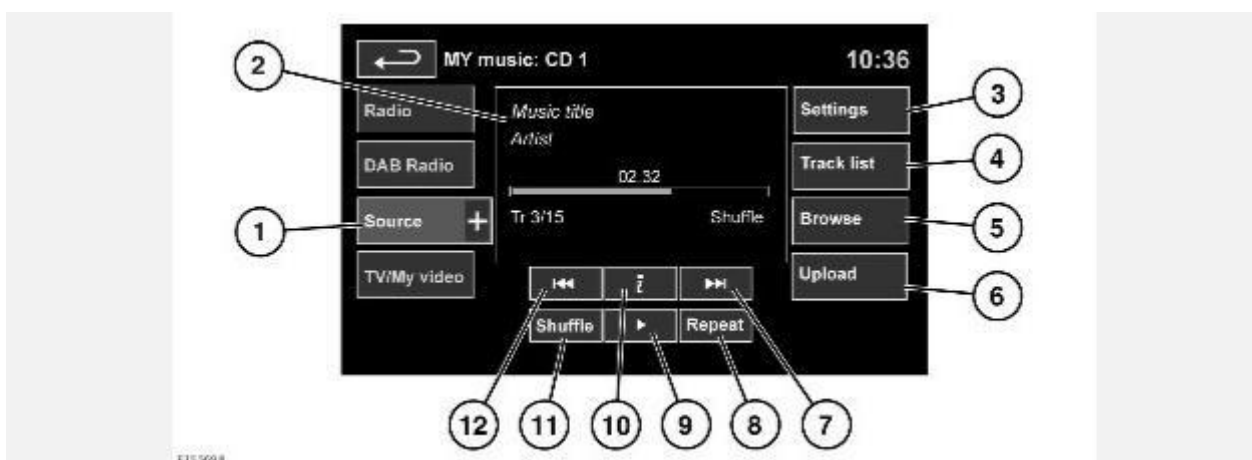 MY music: CD 1
10:36
2
Radio
Music title
Settings
3
Artist
DAB Radio
Track list
4
02:32
1
Source
Tr 3/15
Shuffle
Browse
5
TV/My video
i
Upload
6
Shuffle
Repeat
12
11
10
9
8
7